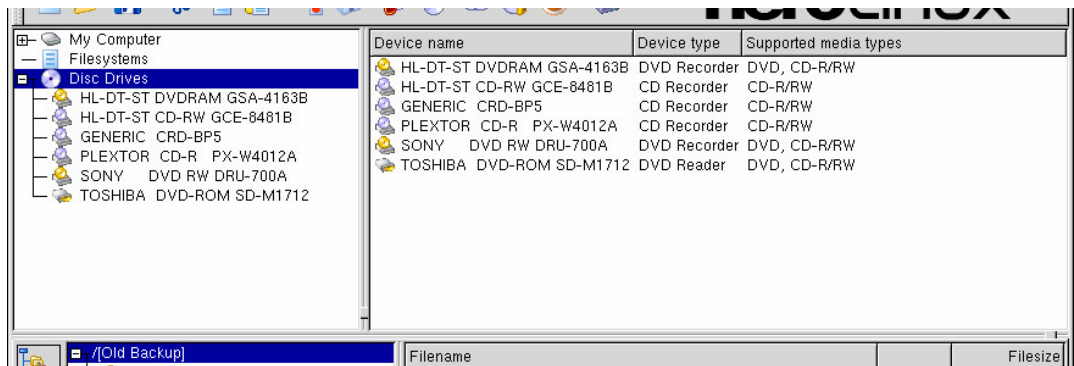 My Computer
Filesystems
Disc Drives
HL-DT-ST DVDRAM GSA-4163B
HL-DT-ST CD-RW GCE-8481B
GENERIC CRD-BP5
PLEXTOR CD-R PX-W4012A
SONY DVD RW DRU-700A
TOSHIBA DVD-ROM SD-M1712
Device name Device type Supported media types
HL-DT-ST DVDRAM GSA-4163B DVD Recorder DVD, CD-R/RW
HL-DT-ST CD-RW GCE-8481B CD Recorder CD-R/RW
GENERIC CRD-BP5 CD Recorder CD-R/RW
PLEXTOR CD-R PX-W4012A CD Recorder CD-R/RW
SONY DVD RW DRU-700A DVD Recorder DVD, CD-R/RW
TOSHIBA DVD-ROM SD-M1712 DVD Reader DVD, CD-R/RW
/[Old Backup]
Filename Filesize